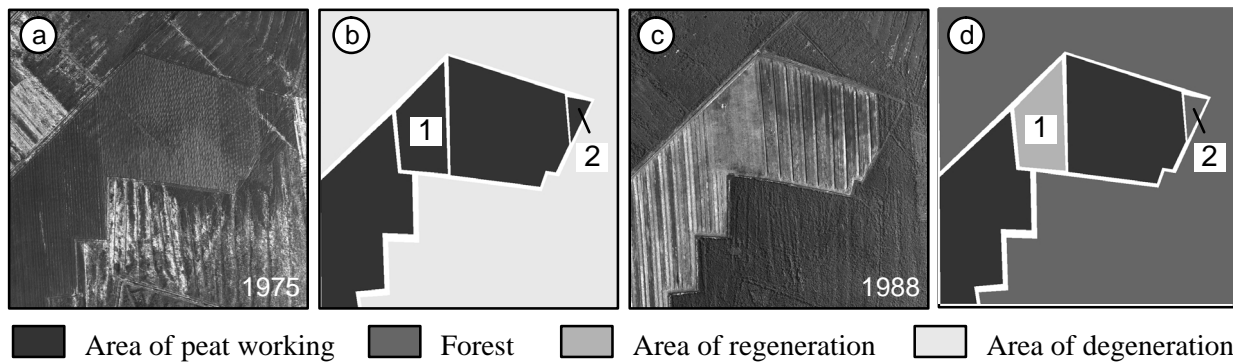 a
b
c
d
1
2
1
2
1975
1988
Area of peat working
Forest
Area of regeneration
Area of degeneration